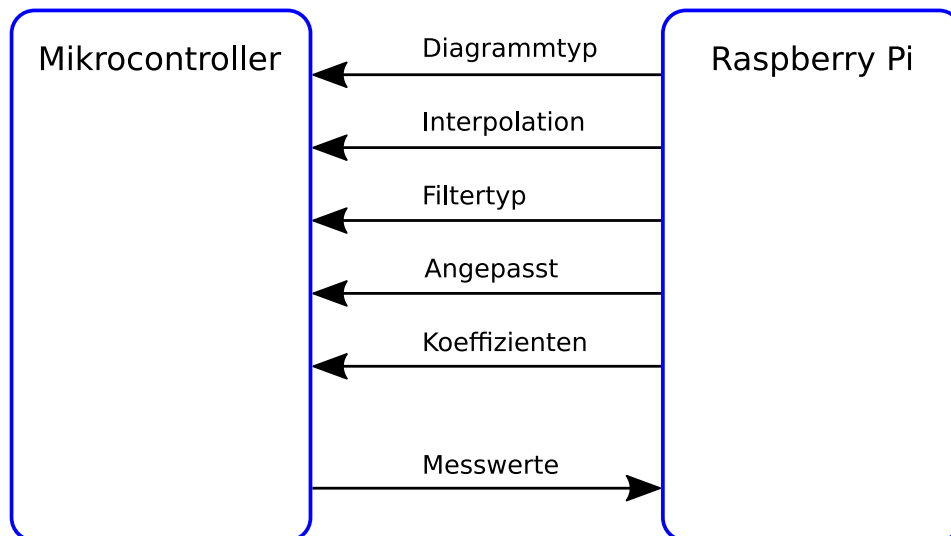 Mikrocontroller
Raspberry Pi
Diagrammtyp
Interpolation
Filtertyp
Angepasst
Koeffizienten
Messwerte